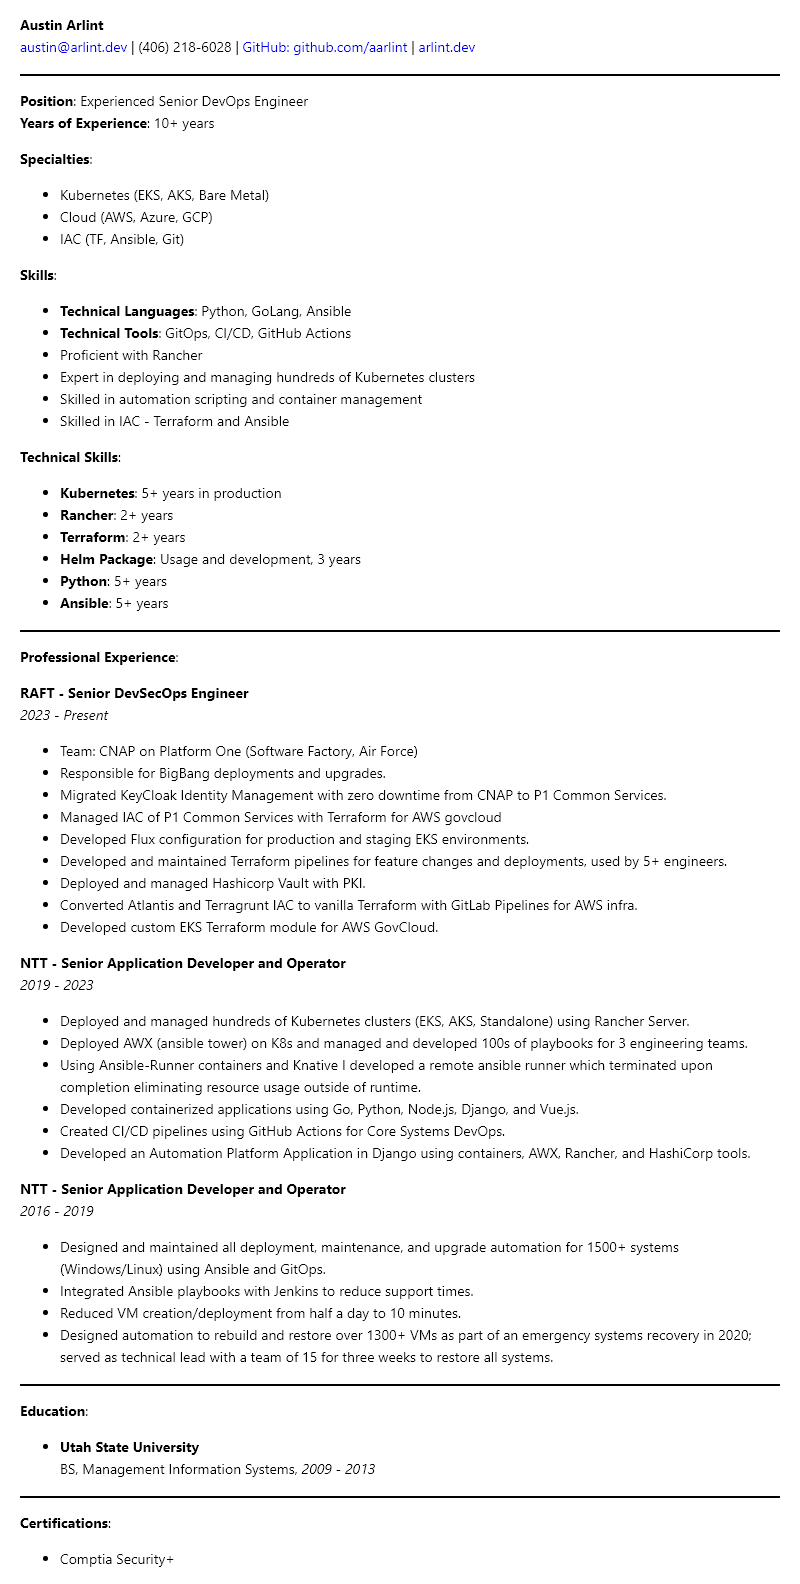 Austin Arlint
austin@arlint.dev | (406) 218-6028 | GitHub: github.com/aarlint | arlint.dev
Position: Experienced Senior DevOps Engineer
Years of Experience: 10+ years
Specialties:
• Kubernetes (EKS, AKS, Bare Metal)
• Cloud (AWS, Azure, GCP)
• IAC (TF, Ansible, Git)
Skills:
• Technical Languages: Python, GoLang, Ansible
• Technical Tools: GitOps, CI/CD, GitHub Actions
• Proficient with Rancher
• Expert in deploying and managing hundreds of Kubernetes clusters
• Skilled in automation scripting and container management
• Skilled in IAC - Terraform and Ansible
Technical Skills:
• Kubernetes: 5+ years in production
• Rancher: 2+ years
• Terraform: 2+ years
• Helm Package: Usage and development, 3 years
• Python: 5+ years
• Ansible: 5+ years
Professional Experience:
RAFT - Senior DevSecOps Engineer
2023 - Present
• Team: CNAP on Platform One (Software Factory, Air Force)
• Responsible for BigBang deployments and upgrades.
• Migrated KeyCloak Identity Management with zero downtime from CNAP to P1 Common Services.
• Managed IAC of P1 Common Services with Terraform for AWS govcloud
• Developed Flux configuration for production and staging EKS environments.
• Developed and maintained Terraform pipelines for feature changes and deployments, used by 5+ engineers.
• Deployed and managed Hashicorp Vault with PKI.
• Converted Atlantis and Terragrunt IAC to vanilla Terraform with GitLab Pipelines for AWS infra.
• Developed custom EKS Terraform module for AWS GovCloud.
NTT - Senior Application Developer and Operator
2019 - 2023
• Deployed and managed hundreds of Kubernetes clusters (EKS, AKS, Standalone) using Rancher Server.
• Deployed AWX (ansible tower) on K8s and managed and developed 100s of playbooks for 3 engineering teams.
• Using Ansible-Runner containers and Knative I developed a remote ansible runner which terminated upon
completion eliminating resource usage outside of runtime.
• Developed containerized applications using Go, Python, Node.js, Django, and Vue.js.
• Created CI/CD pipelines using GitHub Actions for Core Systems DevOps.
• Developed an Automation Platform Application in Django using containers, AWX, Rancher, and HashiCorp tools.
NTT - Senior Application Developer and Operator
2016 - 2019
• Designed and maintained all deployment, maintenance, and upgrade automation for 1500+ systems
(Windows/Linux) using Ansible and GitOps.
• Integrated Ansible playbooks with Jenkins to reduce support times.
• Reduced VM creation/deployment from half a day to 10 minutes.
• Designed automation to rebuild and restore over 1300+ VMs as part of an emergency systems recovery in 2020;
served as technical lead with a team of 15 for three weeks to restore all systems.
Education:
• Utah State University
BS, Management Information Systems, 2009 - 2013
Certifications:
• Comptia Security+